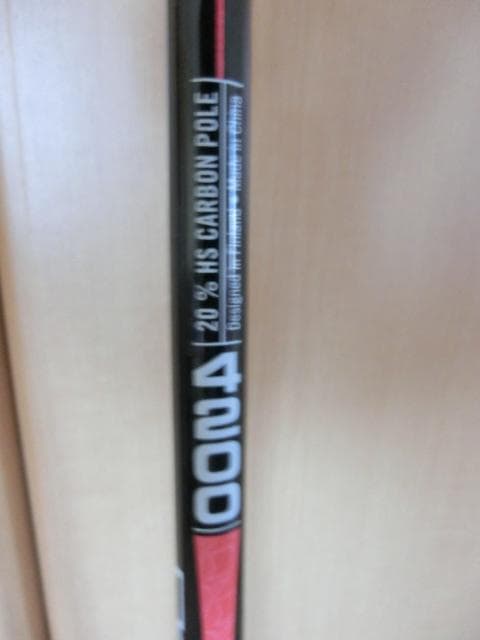 20 % HS CARBON POLE
Designed in Finland • Made in China
4200